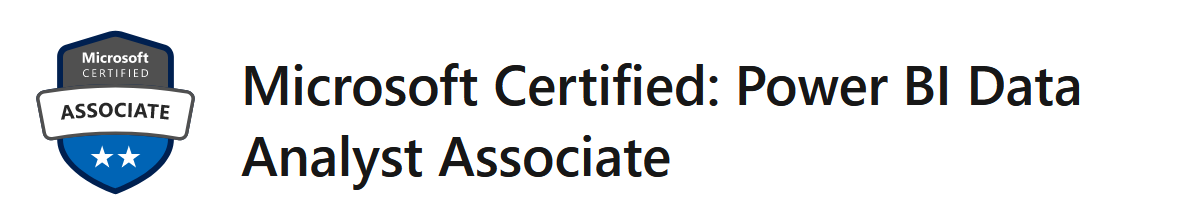 Microsoft
CERTIFIED
ASSOCIATE
Microsoft Certified: Power BI Data
Analyst Associate